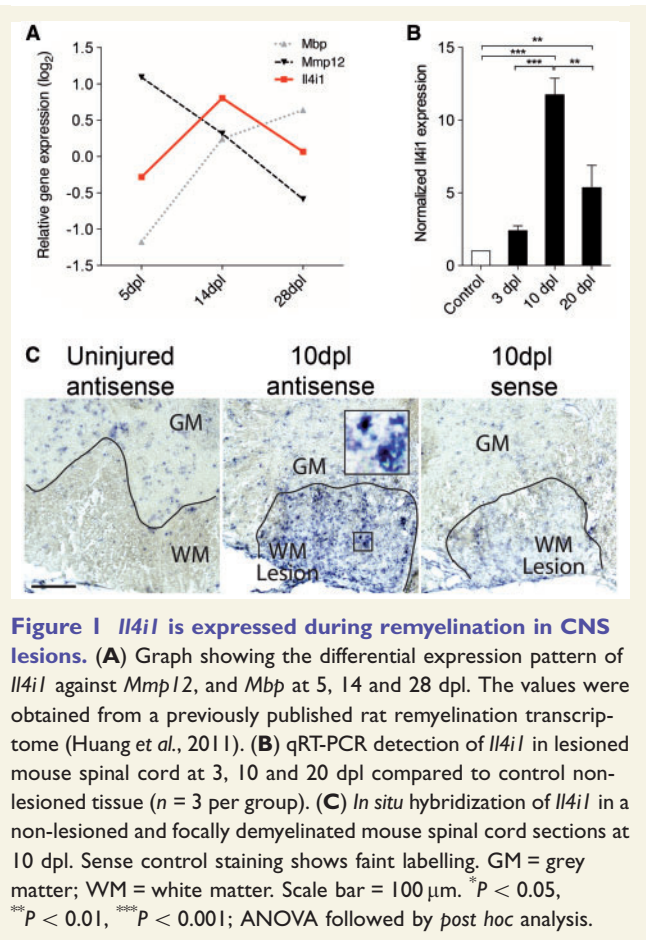 A
Relative gene expression (log2)
1.5
1.0
0.5
0.0
-0.5
-1.0
-1.5
5dpl
14dpl
28dpl
Mbp
Mmp12
Il4i1
B
Normalized Il4i1 expression
15
10
5
0
**
***
*** **
Control
3 dpl
10 dpl
20 dpl
C
Uninjured
antisense
10dpl
antisense
10dpl
sense
GM
WM
GM
WM
Lesion
GM
WM
Lesion
Figure 1 Il4i1 is expressed during remyelination in CNS
lesions. (A) Graph showing the differential expression pattern of
Il4i1 against Mmp12, and Mbp at 5, 14 and 28 dpl. The values were
obtained from a previously published rat remyelination transcrip-
tome (Huang et al., 2011). (B) qRT-PCR detection of Il4i1 in lesioned
mouse spinal cord at 3, 10 and 20 dpl compared to control non-
lesioned tissue (n = 3 per group). (C) In situ hybridization of Il4i1 in a
non-lesioned and focally demyelinated mouse spinal cord sections at
10 dpl. Sense control staining shows faint labelling. GM = grey
matter; WM = white matter. Scale bar = 100 μm. *P < 0.05,
**P < 0.01, ***P < 0.001; ANOVA followed by post hoc analysis.